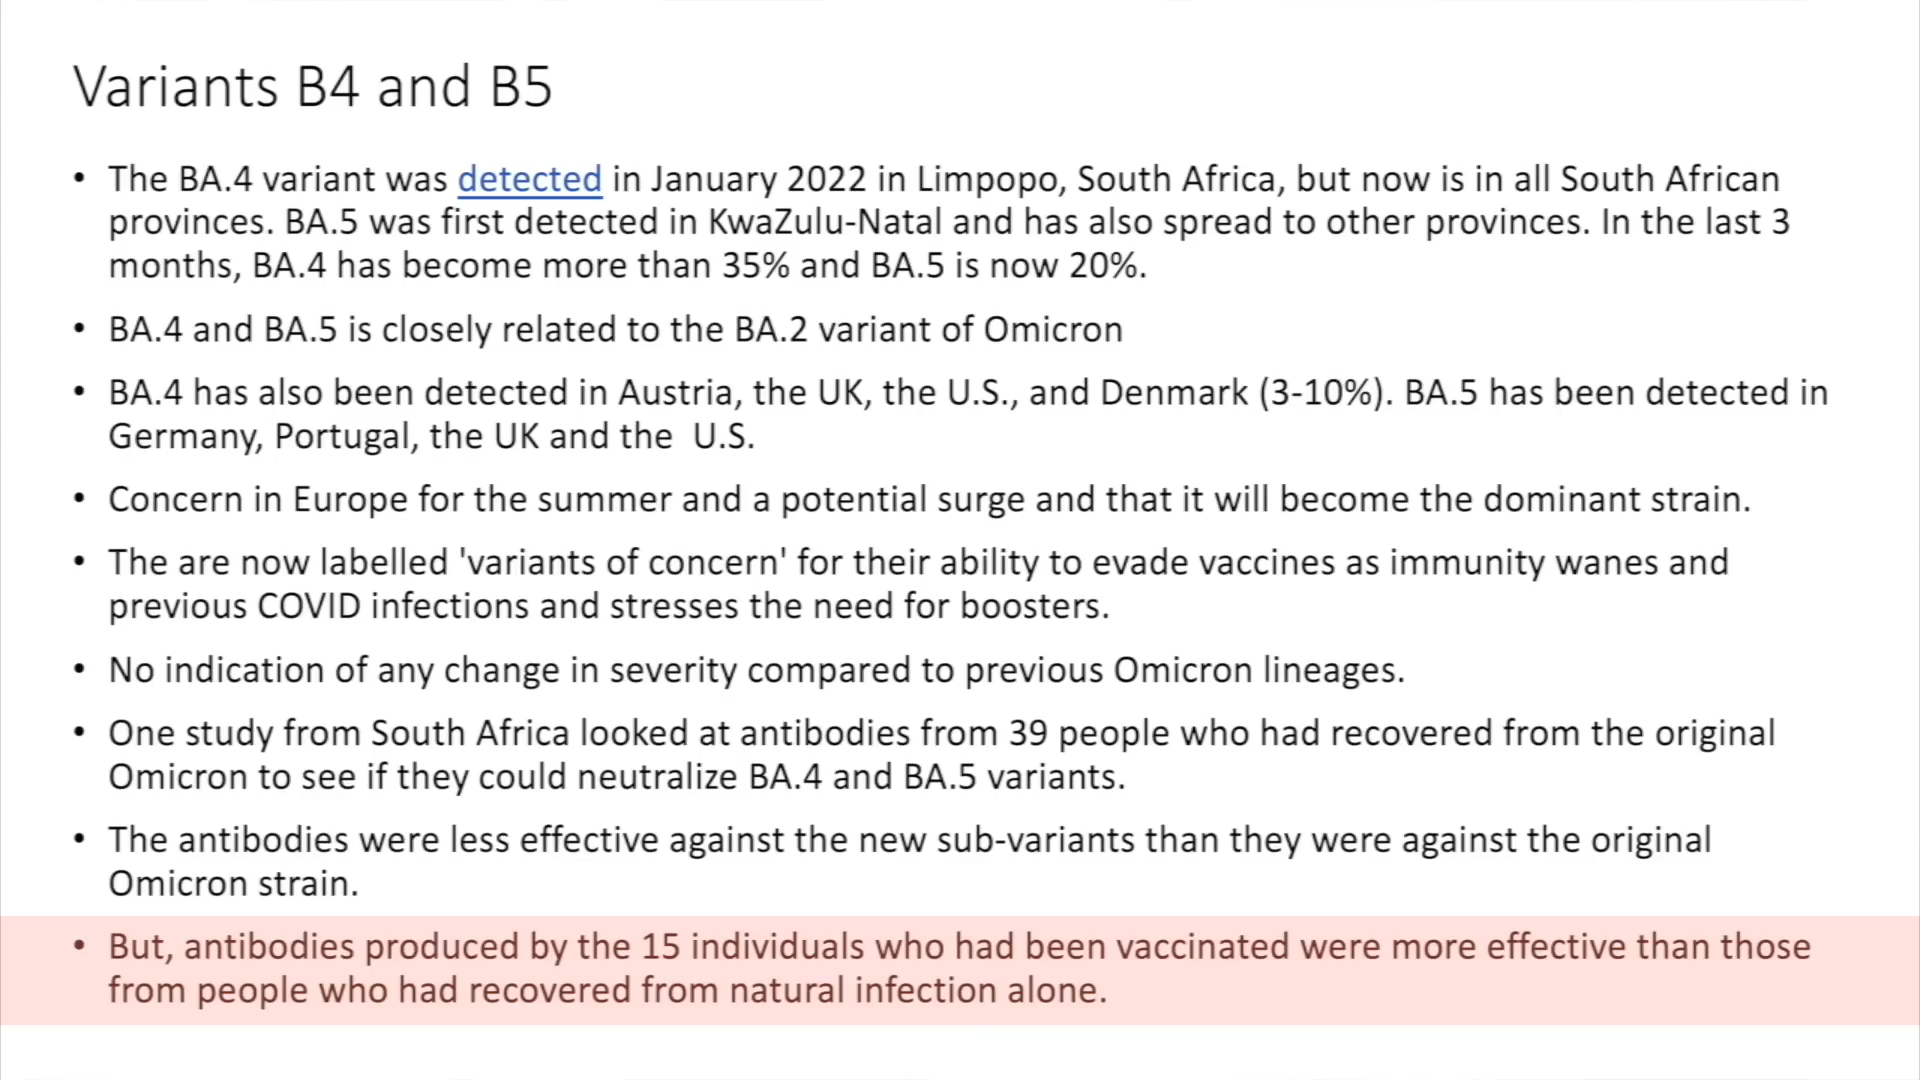 Variants B4 and B5
• The BA.4 variant was detected in January 2022 in Limpopo, South Africa, but now is in all South African
provinces. BA.5 was first detected in KwaZulu-Natal and has also spread to other provinces. In the last 3
months, BA.4 has become more than 35% and BA.5 is now 20%.
• BA.4 and BA.5 is closely related to the BA.2 variant of Omicron
• BA.4 has also been detected in Austria, the UK, the U.S., and Denmark (3-10%). BA.5 has been detected in
Germany, Portugal, the UK and the  U.S.
• Concern in Europe for the summer and a potential surge and that it will become the dominant strain.
• The are now labelled 'variants of concern' for their ability to evade vaccines as immunity wanes and
previous COVID infections and stresses the need for boosters.
• No indication of any change in severity compared to previous Omicron lineages.
• One study from South Africa looked at antibodies from 39 people who had recovered from the original
Omicron to see if they could neutralize BA.4 and BA.5 variants.
• The antibodies were less effective against the new sub-variants than they were against the original
Omicron strain.
• But, antibodies produced by the 15 individuals who had been vaccinated were more effective than those
from people who had recovered from natural infection alone.